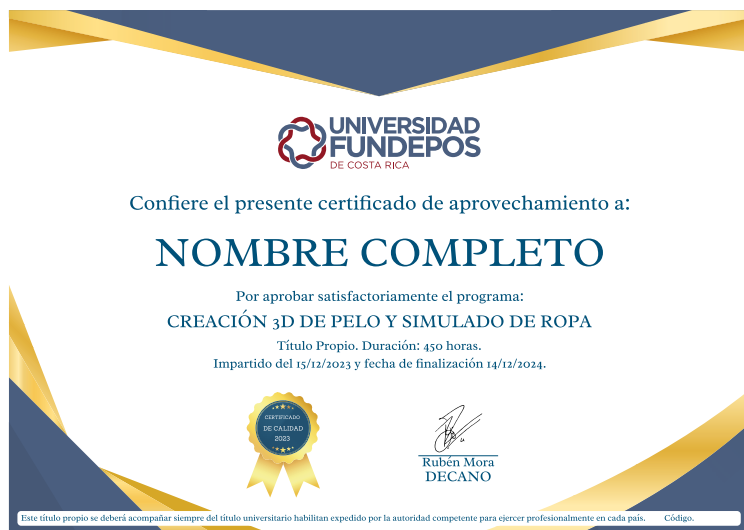 UNIVERSIDAD
FUNDEPOS
DE COSTA RICA
Confiere el presente certificado de aprovechamiento a:
NOMBRE COMPLETO
Por aprobar satisfactoriamente el programa:
CREACIÓN 3D DE PELO Y SIMULADO DE ROPA
Título Propio. Duración: 450 horas.
Impartido del 15/12/2023 y fecha de finalización 14/12/2024.
CERTIFICADO
DE CALIDAD
2023
Rubén Mora
DECANO
Este título propio se deberá acompañar siempre del título universitario habilitan expedido por la autoridad competente para ejercer profesionalmente en cada país. Código.